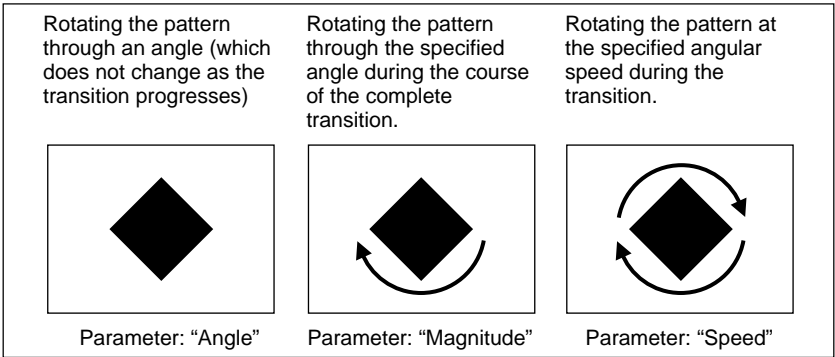 Rotating the pattern
through an angle (which
does not change as the
transition progresses)
Rotating the pattern
through the specified
angle during the course
of the complete
transition.
Rotating the pattern at
the specified angular
speed during the
transition.
Parameter: “Angle”
Parameter: “Magnitude”
Parameter: “Speed”